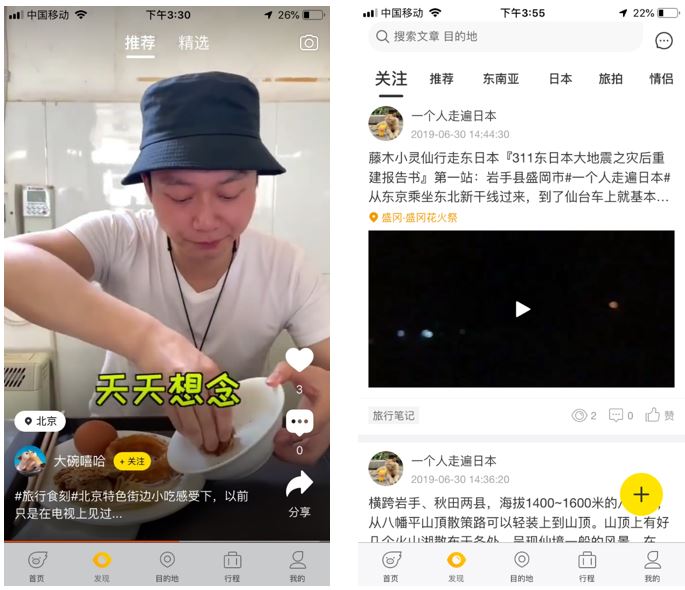 中国移动
下午3:30
26%
推荐
精选
天天想念
3
0
分享
北京
大碗嘻哈
+ 关注
#旅行食刻#北京特色街边小吃感受下，以前
只是在电视上见过...
首页
发现
目的地
行程
我的
中国移动
下午3:55
22%
搜索文章 目的地
关注
推荐
东南亚
日本
旅拍
情侣
一个人走遍日本
2019-06-30 14:44:30
藤木小灵仙行走东日本『311东日本大地震之灾后重
建报告书』第一站：岩手县盛岡市#一个人走遍日本#
从东京乘坐东北新干线过来，到了仙台车上就基本…
盛冈·盛冈花火祭
旅行笔记
2
0
赞
一个人走遍日本
2019-06-30 14:36:20
横跨岩手、秋田两县，海拔1400~1600米的八
从八幡平山頂散策路可以轻装上到山顶。山顶上有好
几个火山湖散布于各处，呈现仙境一般的风景。在
首页
发现
目的地
行程
我的